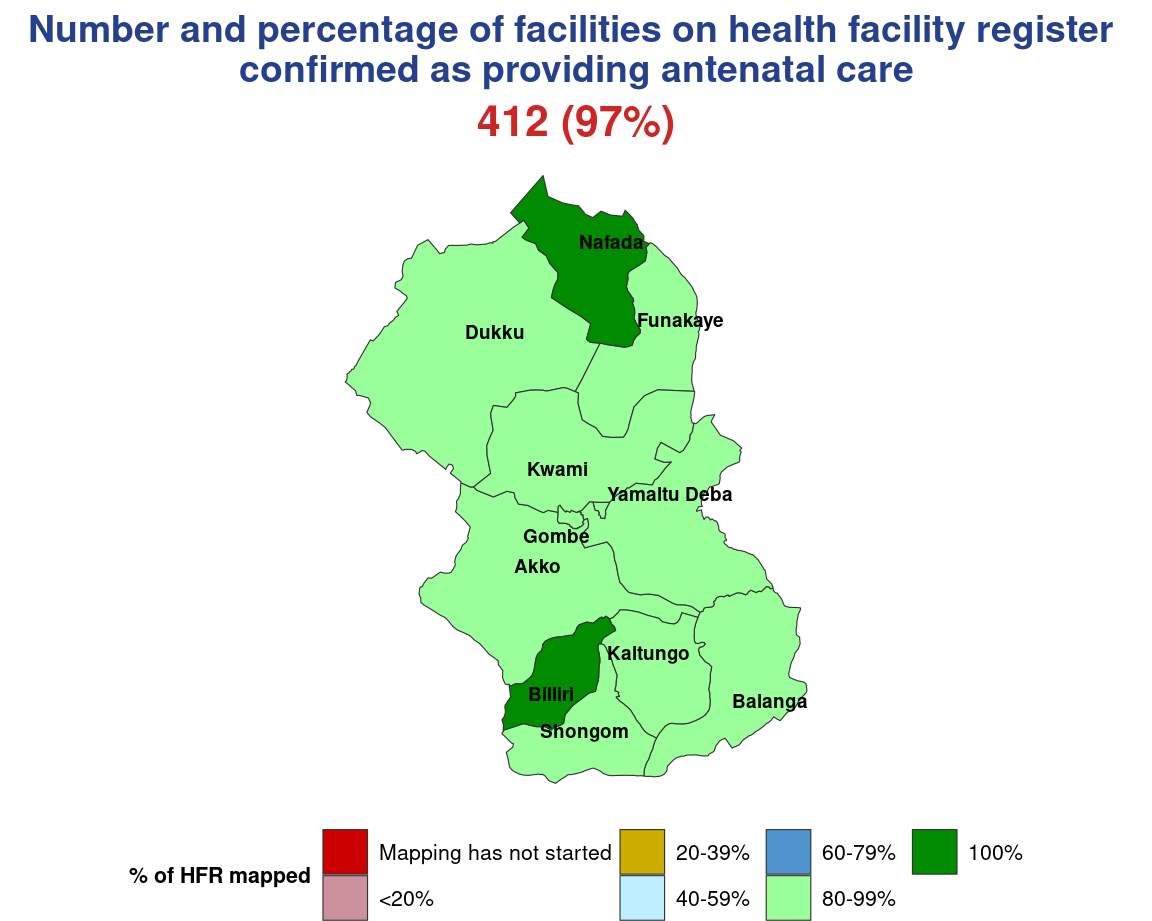 Number and percentage of facilities on health facility register
confirmed as providing antenatal care
412 (97%)
Nafada
Funakaye
Dukku
Kwami
Yamaltu Deba
Gombe
Akko
Kaltungo
Billiri
Balanga
Shongom
% of HFR mapped
Mapping has not started
<20%
20-39%
40-59%
60-79%
80-99%
100%